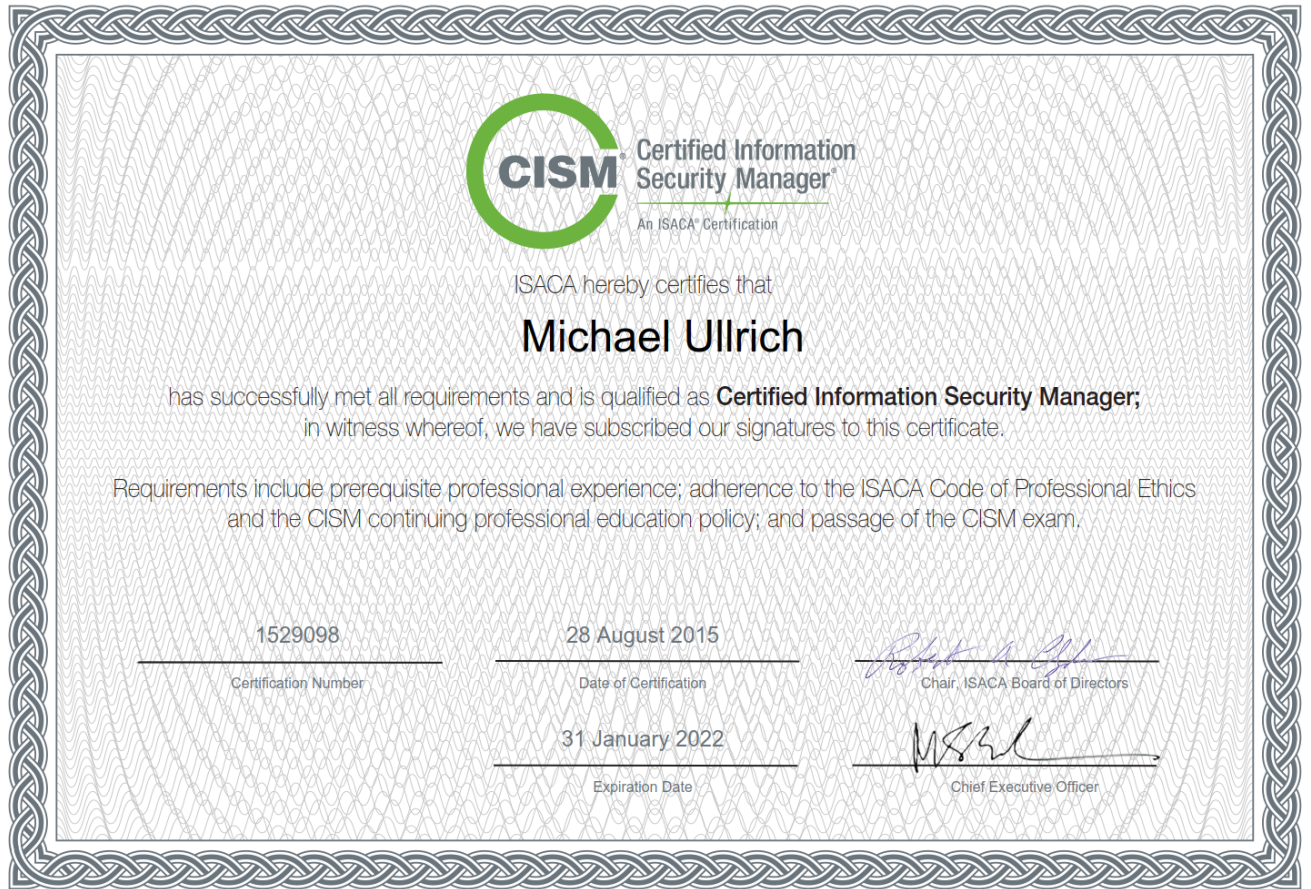 CISM® Certified Information
Security Manager®
An ISACA® Certification
ISACA hereby certifies that
Michael Ullrich
has successfully met all requirements and is qualified as Certified Information Security Manager;
in witness whereof, we have subscribed our signatures to this certificate.
Requirements include prerequisite professional experience; adherence to the ISACA Code of Professional Ethics
and the CISM continuing professional education policy; and passage of the CISM exam.
1529098
Certification Number
28 August 2015
Date of Certification
Chair, ISACA Board of Directors
31 January 2022
Expiration Date
Chief Executive Officer